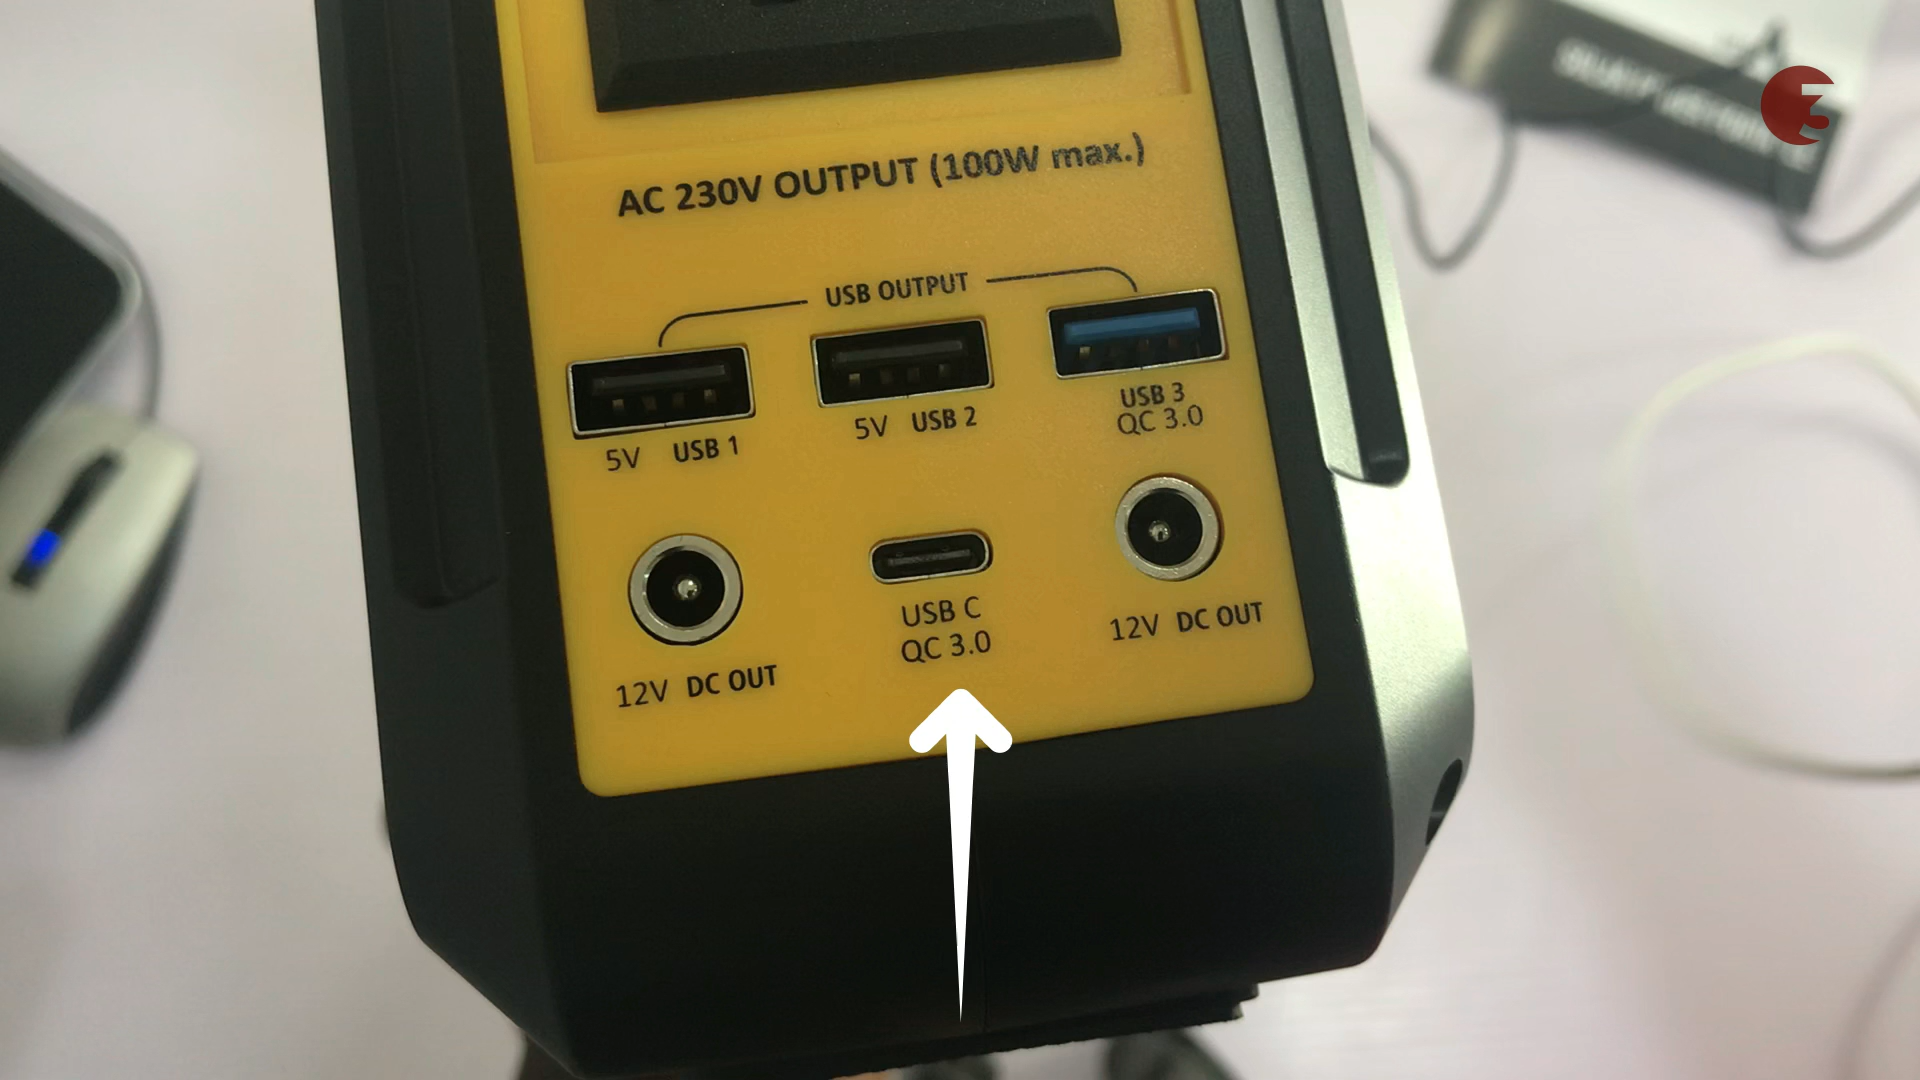 AC 230V OUTPUT (100W max.)
USB OUTPUT
5V USB 1
5V USB 2
USB 3
QC 3.0
12V DC OUT
USB C
QC 3.0
12V DC OUT